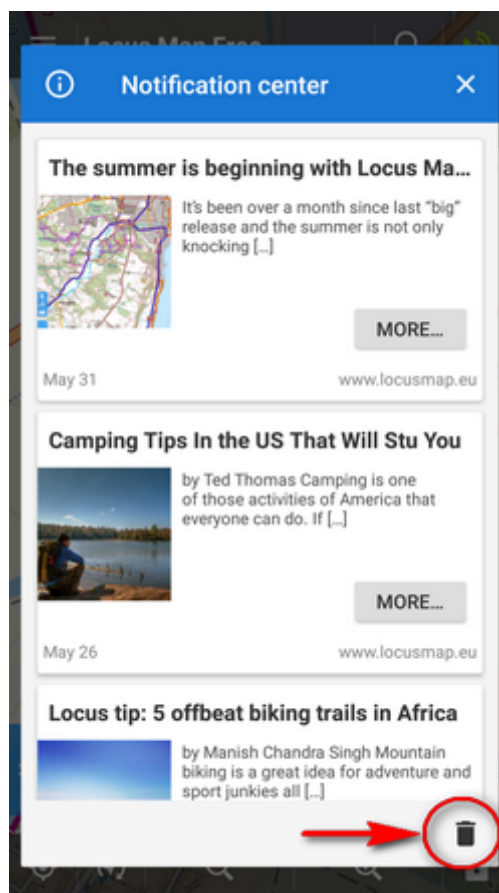 Locus Map Free
Notification center
The summer is beginning with Locus Ma...
It's been over a month since last "big"
release and the summer is not only
knocking [...]
MORE...
May 31
www.locusmap.eu
Camping Tips In the US That Will Stu You
by Ted Thomas Camping is one
of those activities of America that
everyone can do. If [...]
MORE...
May 26
www.locusmap.eu
Locus tip: 5 offbeat biking trails in Africa
by Manish Chandra Singh Mountain
biking is a great idea for adventure and
sport junkies all [...]